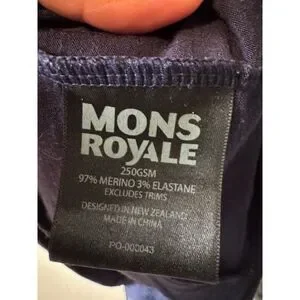 MONS
ROYALE
250GSM
97% MERINO 3% ELASTANE
EXCLUDES TRIMS
DESIGNED IN NEW ZEALAND
MADE IN CHINA
PO-000043